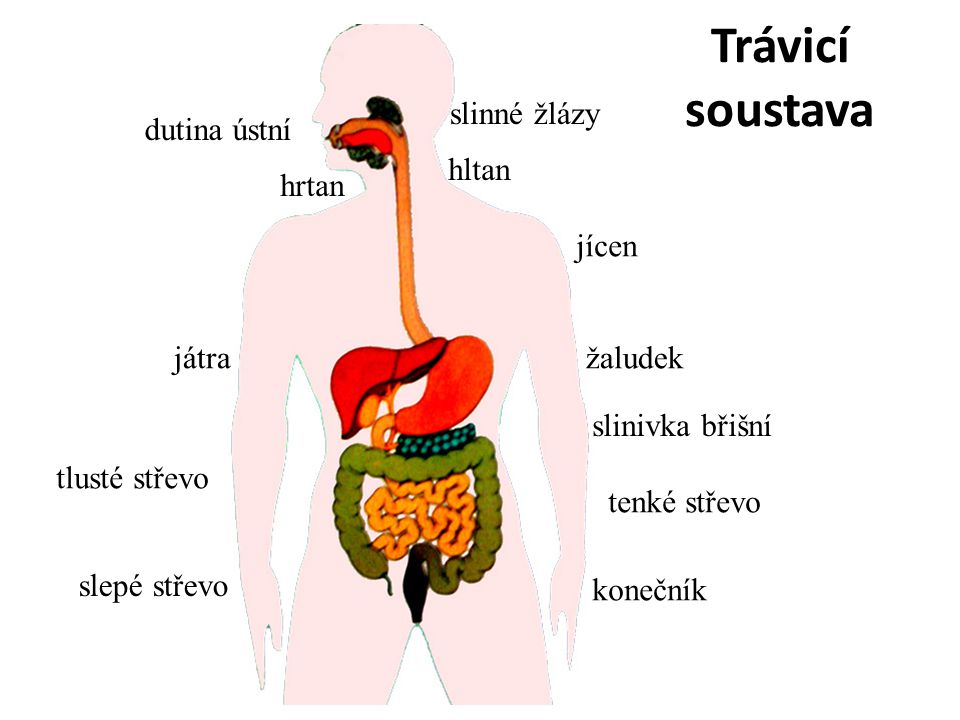 Trávicí
soustava
slinné žlázy
dutina ústní
hltan
hrtan
jícen
játra
žaludek
slinivka břišní
tlusté střevo
tenké střevo
slepé střevo
konečník